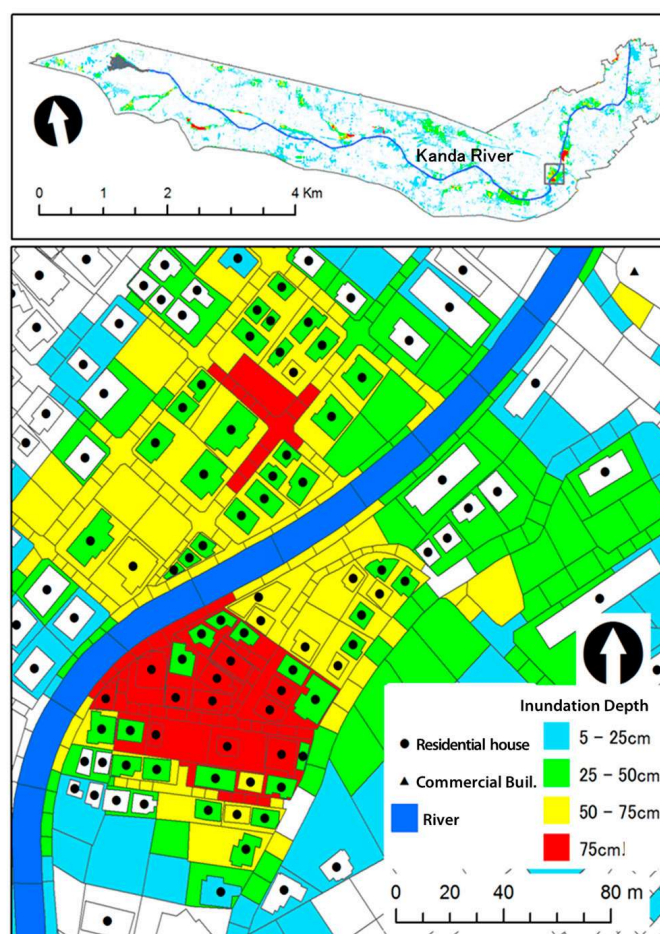 Kanda River
0 1 2 4 Km
Inundation Depth
5 - 25cm
Residential house
25 - 50cm
Commercial Buil.
50 - 75cm
River
75cm
0 20 40 80 m